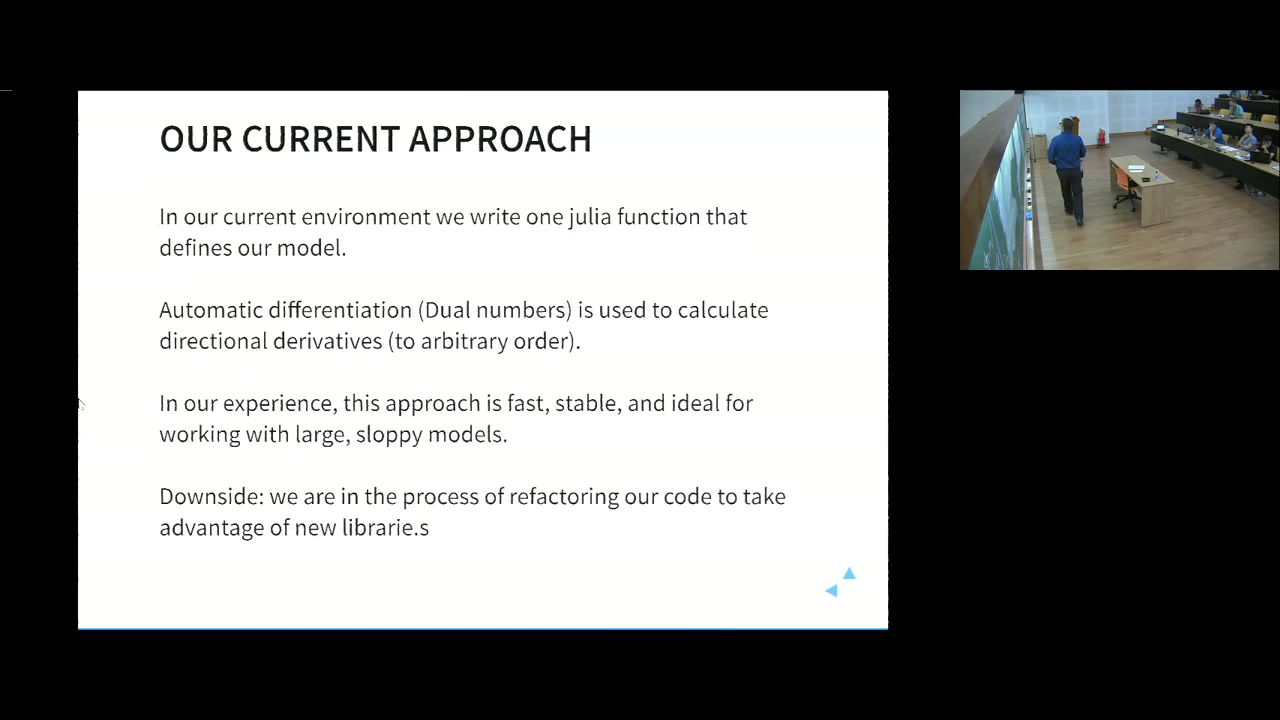 OUR CURRENT APPROACH
In our current environment we write one julia function that
defines our model.
Automatic differentiation (Dual numbers) is used to calculate
directional derivatives (to arbitrary order).
In our experience, this approach is fast, stable, and ideal for
working with large, sloppy models.
Downside: we are in the process of refactoring our code to take
advantage of new librarie.s